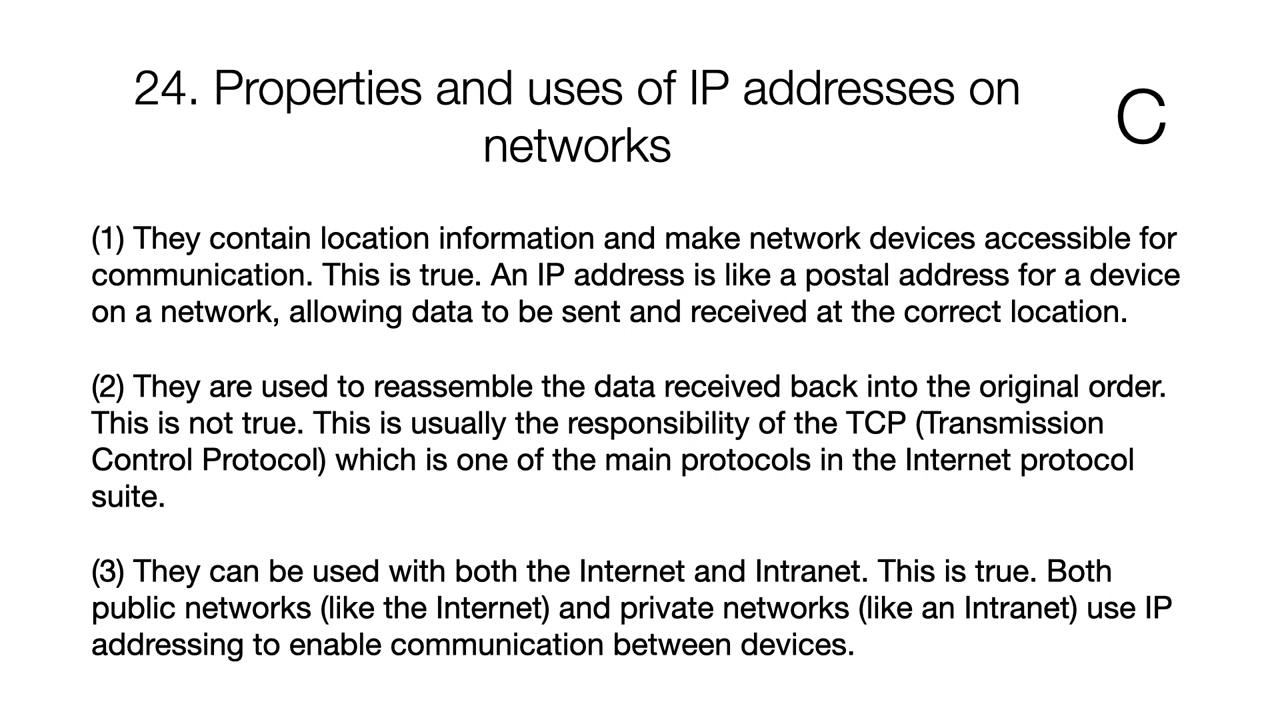 24. Properties and uses of IP addresses on
networks
C
(1) They contain location information and make network devices accessible for
communication. This is true. An IP address is like a postal address for a device
on a network, allowing data to be sent and received at the correct location.
(2) They are used to reassemble the data received back into the original order.
This is not true. This is usually the responsibility of the TCP (Transmission
Control Protocol) which is one of the main protocols in the Internet protocol
suite.
(3) They can be used with both the Internet and Intranet. This is true. Both
public networks (like the Internet) and private networks (like an Intranet) use IP
addressing to enable communication between devices.